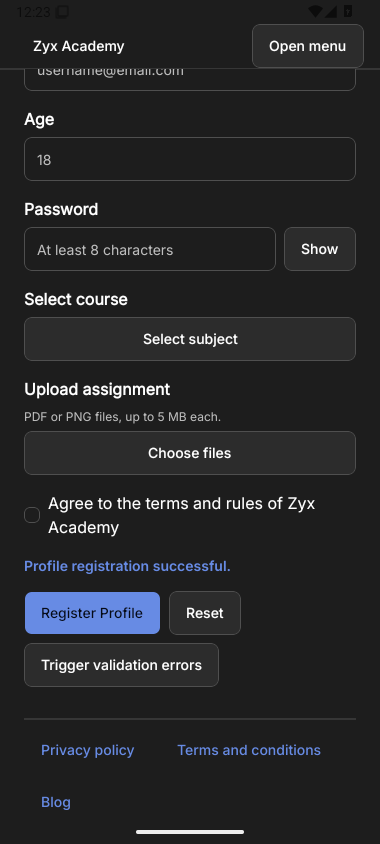 12:23
Zyx Academy
Open menu
username@email.com
Age
18
Password
At least 8 characters
Show
Select course
Select subject
Upload assignment
PDF or PNG files, up to 5 MB each.
Choose files
Agree to the terms and rules of Zyx
Academy
Profile registration successful.
Register Profile
Reset
Trigger validation errors
Privacy policy
Terms and conditions
Blog